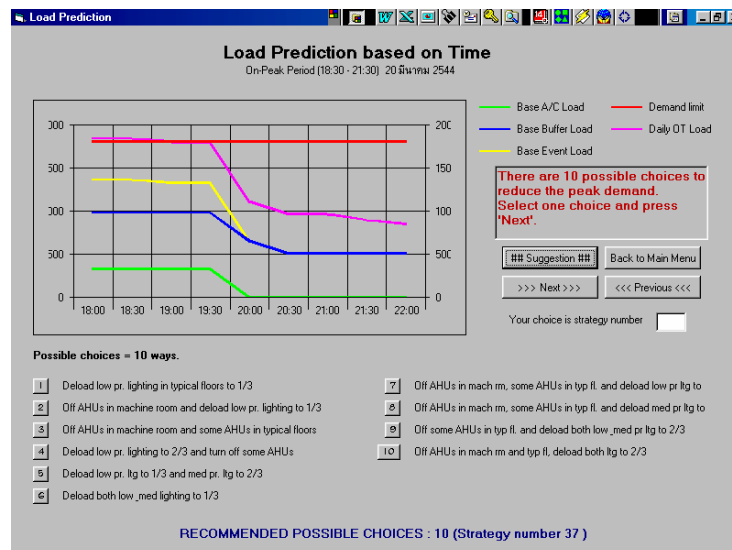 Load Prediction
Load Prediction based on Time
On-Peak Period (18:30 - 21:30) 20 มีนาคม 2544
Base A/C Load
Demand limit
Base Buffer Load
Daily OT Load
Base Event Load
000
500
000
500
0
200
150
100
500
0
18:00 18:30 19:00 19:30 20:00 20:30 21:00 21:30 22:00
There are 10 possible choices to
reduce the peak demand.
Select one choice and press
'Next'.
## Suggestion ##
Back to Main Menu
>>> Next >>>
<<< Previous <<<
Your choice is strategy number
Possible choices = 10 ways.
1 Deload low pr. lighting in typical floors to 1/3
2 Off AHUs in machine room and deload low pr. lighting to 1/3
3 Off AHUs in machine room and some AHUs in typical floors
4 Deload low pr. lighting to 2/3 and turn off some AHUs
5 Deload low pr. ltg to 1/3 and med pr. ltg to 2/3
6 Deload both low_med lighting to 1/3
7 Off AHUs in mach rm, some AHUs in typ fl. and deload low pr ltg to
8 Off AHUs in mach rm, some AHUs in typ fl. and deload med pr ltg to
9 Off some AHUs in typ fl. and deload both low_med pr ltg to 2/3
10 Off AHUs in mach rm and typ fl, deload both ltg to 2/3
RECOMMENDED POSSIBLE CHOICES : 10 (Strategy number 37 )